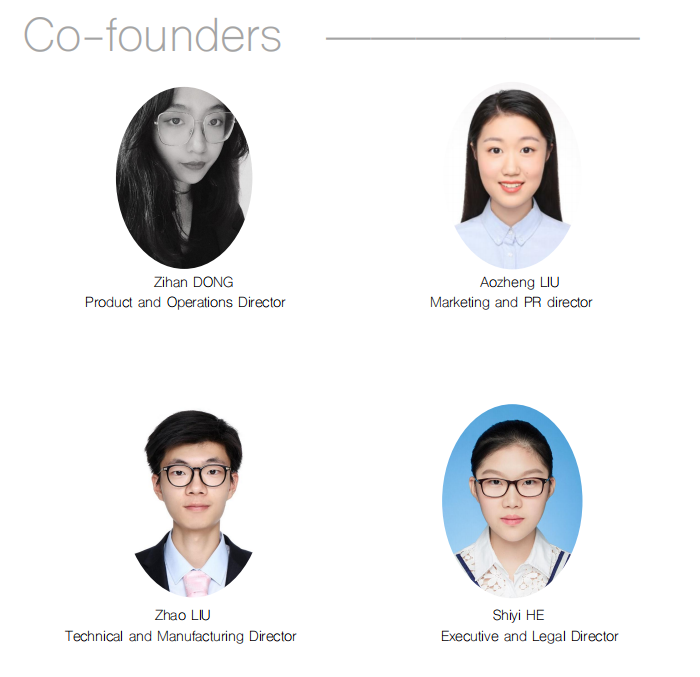 Co-founders
Zihan DONG
Product and Operations Director
Aozheng LIU
Marketing and PR director
Zhao LIU
Technical and Manufacturing Director
Shiyi HE
Executive and Legal Director